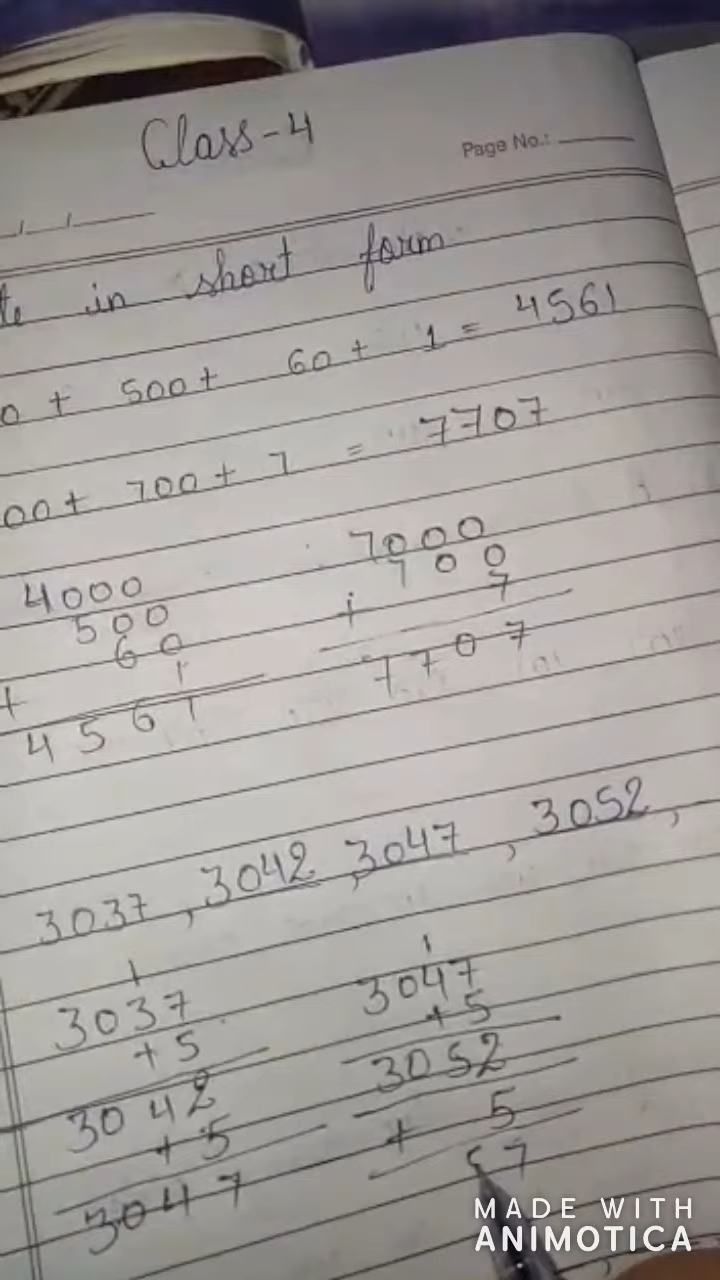 Class-4
Page No.:
in short form
0 + 500 + 60 + 1 = 4561
00 + 700 + 7 = 7707
4000
500
60
+ 1
4561
7000
700
+ 7
7707
3037, 3042, 3047, 3052,
1
3037
+5
3042
+5
3047
1
3047
+5
3052
+ 5
57
MADE WITH
ANIMOTICA